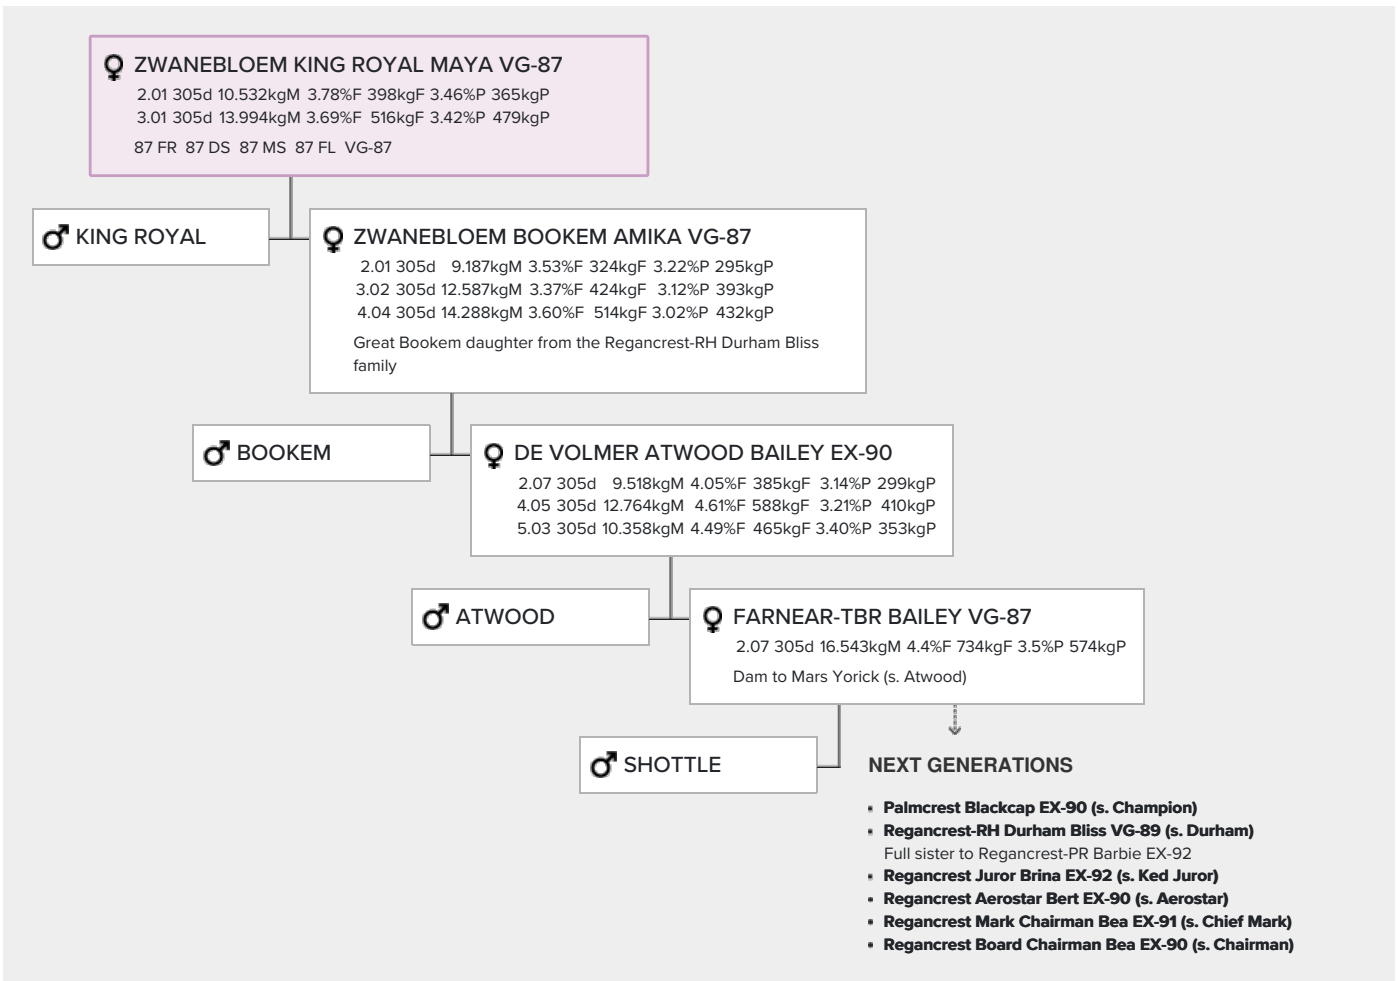 ZWANEBLOEM KING ROYAL MAYA VG-87
2.01 305d 10.532kgM 3.78%F 398kgF 3.46%P 365kgP
3.01 305d 13.994kgM 3.69%F 516kgF 3.42%P 479kgP
87 FR 87 DS 87 MS 87 FL VG-87
KING ROYAL
ZWANEBLOEM BOOKEM AMIKA VG-87
2.01 305d 9.187kgM 3.53%F 324kgF 3.22%P 295kgP
3.02 305d 12.587kgM 3.37%F 424kgF 3.12%P 393kgP
4.04 305d 14.288kgM 3.60%F 514kgF 3.02%P 432kgP
Great Bookem daughter from the Regancrest-RH Durham Bliss
family
BOOKEM
DE VOLMER ATWOOD BAILEY EX-90
2.07 305d 9.518kgM 4.05%F 385kgF 3.14%P 299kgP
4.05 305d 12.764kgM 4.61%F 588kgF 3.21%P 410kgP
5.03 305d 10.358kgM 4.49%F 465kgF 3.40%P 353kgP
ATWOOD
FARNEAR-TBR BAILEY VG-87
2.07 305d 16.543kgM 4.4%F 734kgF 3.5%P 574kgP
Dam to Mars Yorick (s. Atwood)
SHOTTLE
NEXT GENERATIONS
• Palmcrest Blackcap EX-90 (s. Champion)
• Regancrest-RH Durham Bliss VG-89 (s. Durham)
Full sister to Regancrest-PR Barbie EX-92
• Regancrest Juror Brina EX-92 (s. Ked Juror)
• Regancrest Aerostar Bert EX-90 (s. Aerostar)
• Regancrest Mark Chairman Bea EX-91 (s. Chief Mark)
• Regancrest Board Chairman Bea EX-90 (s. Chairman)